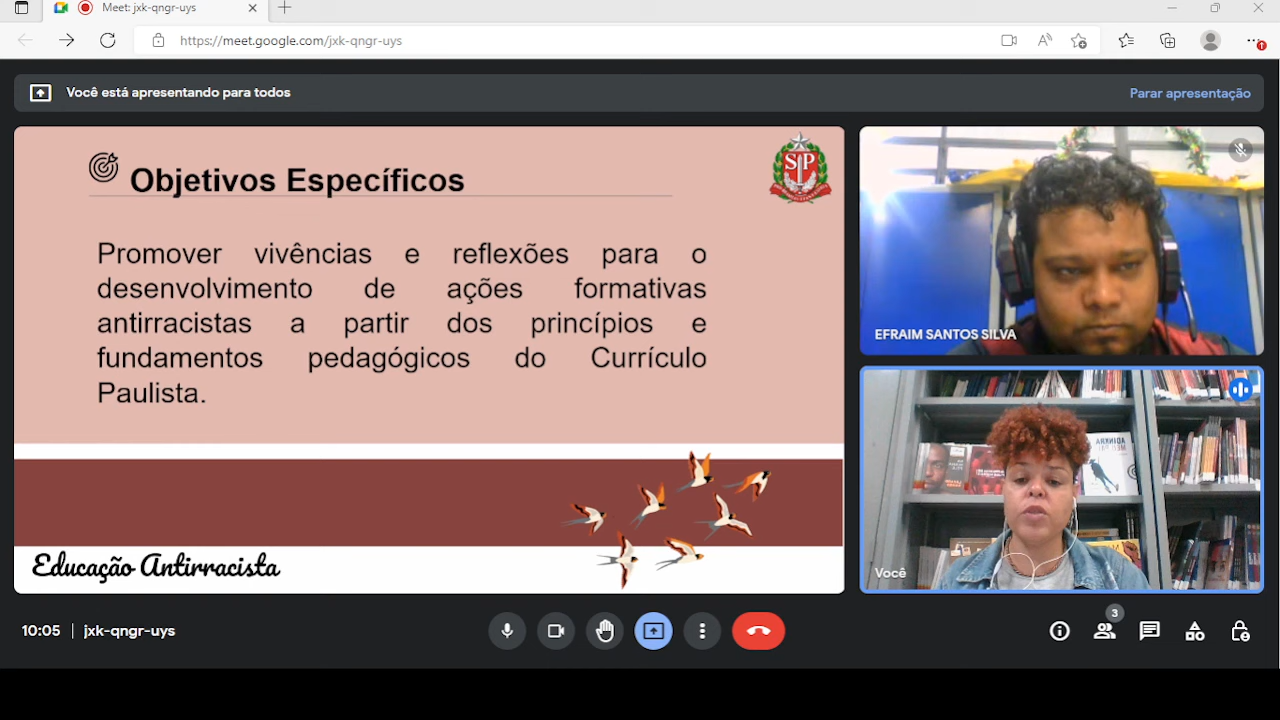 Meet: jxk-qngr-uys
https://meet.google.com/jxk-qngr-uys
Você está apresentando para todos
Parar apresentação
Objetivos Específicos
SP
Promover vivências e reflexões para o
desenvolvimento de ações formativas
antirracistas a partir dos princípios e
fundamentos pedagógicos do Currículo
Paulista.
Educação Antirracista
EFRAIM SANTOS SILVA
ADINKRA
Você
10:05 | jxk-qngr-uys
3